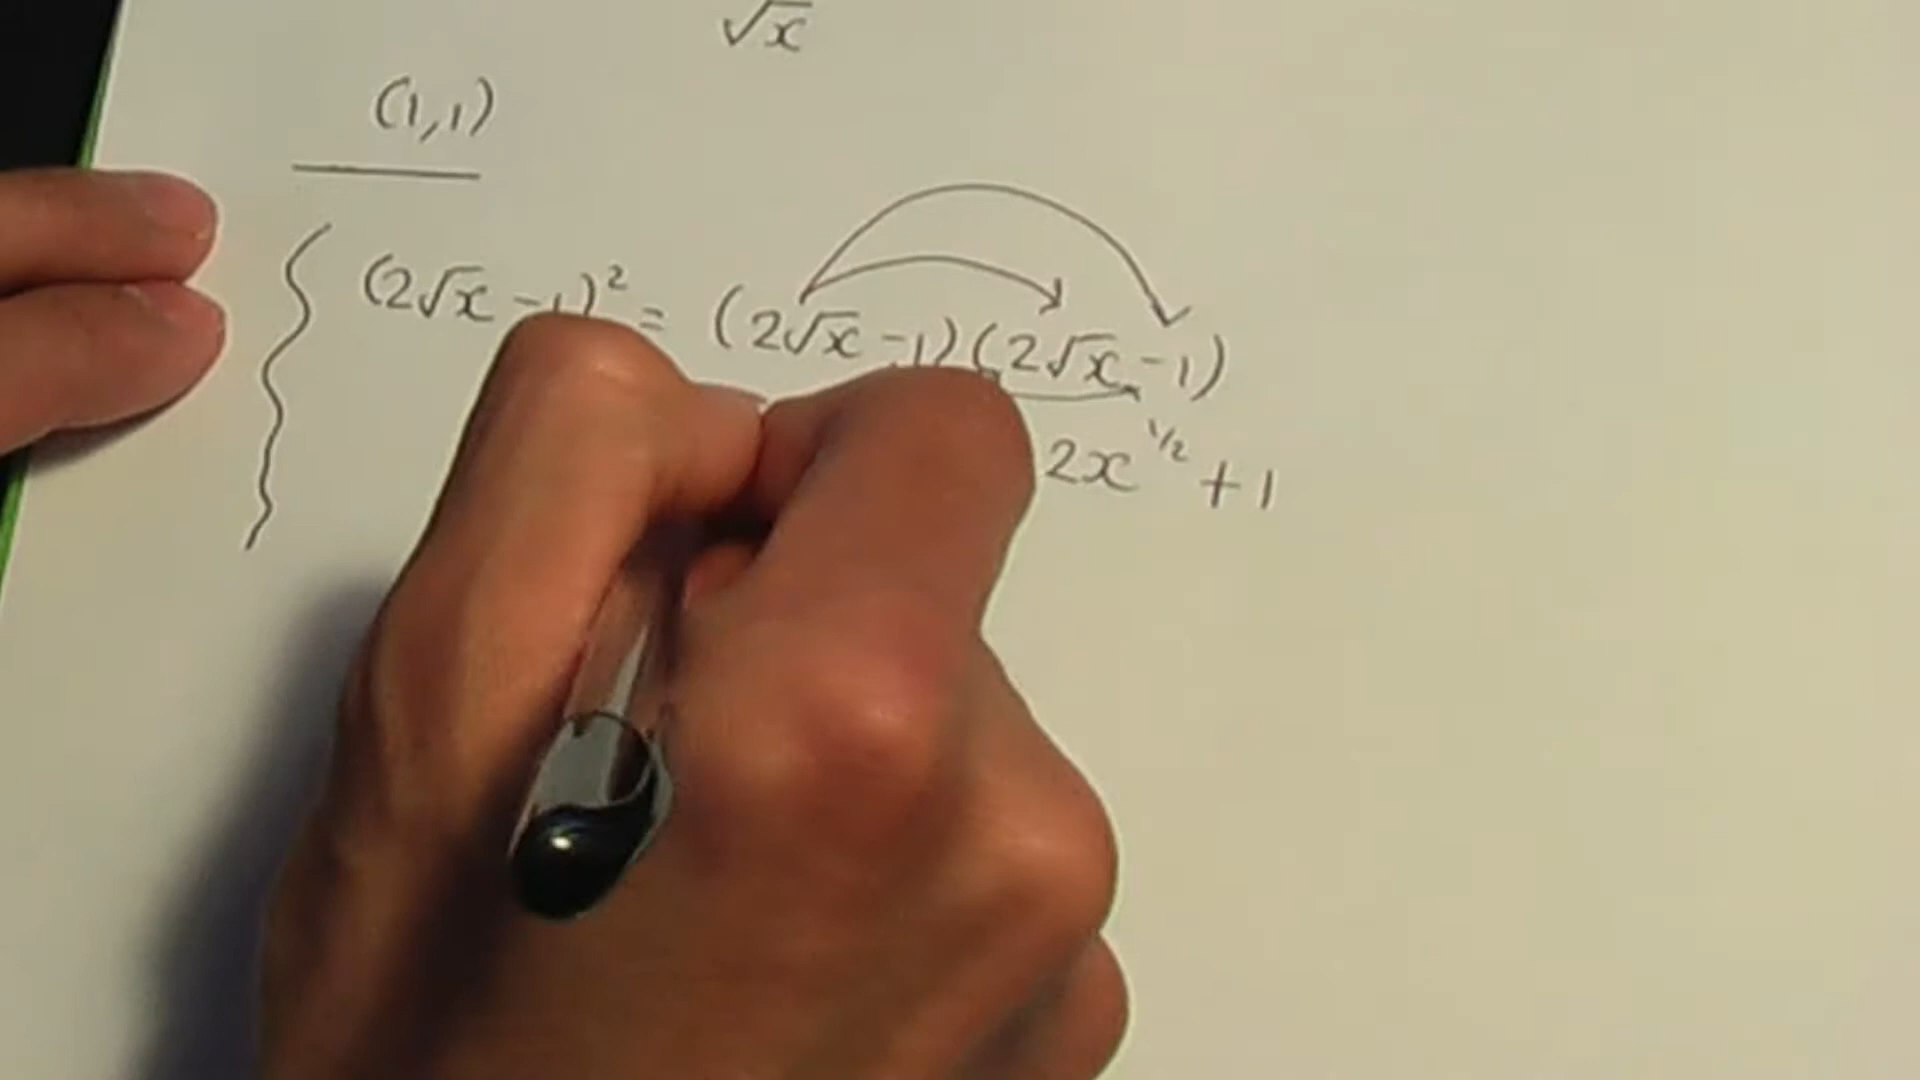 √x
(1,1)
(2√x -1)² = (2√x -1)(2√x -1)
2x^1/2 + 1